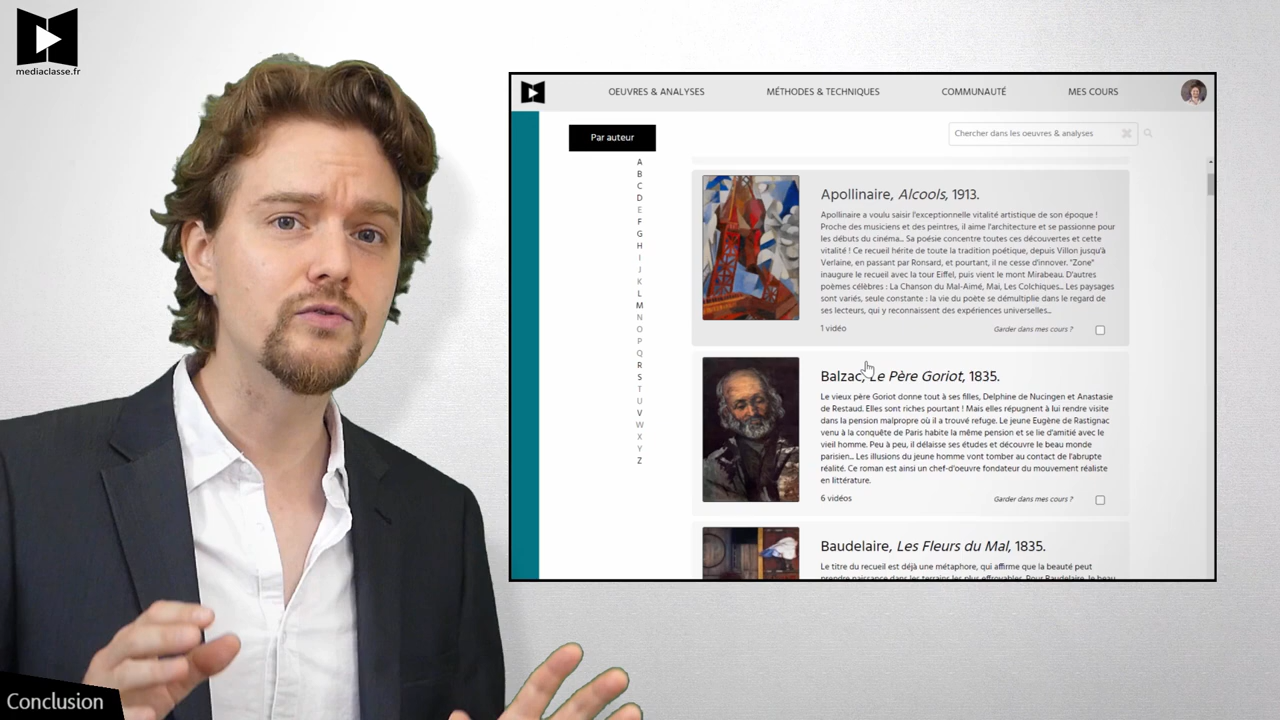 mediaclasse.fr
OEUVRES & ANALYSES
MÉTHODES & TECHNIQUES
COMMUNAUTÉ
MES COURS
Par auteur
Chercher dans les oeuvres & analyses
A
B
C
D
E
F
G
H
I
J
K
L
M
N
O
P
Q
R
S
T
U
V
W
X
Y
Z
Apollinaire, Alcools, 1913.
Apollinaire a voulu saisir l'exceptionnelle vitalité artistique de son époque !
Proche des musiciens et des peintres, il aime l'architecture et se passionne pour
les débuts du cinéma... Sa poésie concentre toutes ces découvertes et cette
vitalité ! Ce recueil hérite de toute la tradition poétique, depuis Villon jusqu'à
Verlaine, en passant par Ronsard, et pourtant, il ne cesse d'innover. "Zone"
inaugure le recueil avec la tour Eiffel, puis vient le mont Mirabeau. D'autres
poèmes célèbres : La Chanson du Mal-Aimé, Mai, Les Colchiques... Les paysages
sont variés, seule constante : la vie du poète se démultiplie dans le regard de
ses lecteurs, qui y reconnaissent des expériences universelles...
1 vidéo
Garder dans mes cours ?
Balzac, Le Père Goriot, 1835.
Le vieux père Goriot donne tout à ses filles, Delphine de Nucingen et Anastasie
de Restaud. Elles sont riches pourtant ! Mais elles répugnent à lui rendre visite
dans la pension malpropre où il a trouvé refuge. Le jeune Eugène de Rastignac
venu à la conquête de Paris habite la même pension et se lie d'amitié avec le
vieil homme. Peu à peu, il délaisse ses études et découvre le beau monde
parisien... Les illusions du jeune homme vont tomber au contact de l'abrupte
réalité. Ce roman est ainsi un chef-d'oeuvre fondateur du mouvement réaliste
en littérature.
6 vidéos
Garder dans mes cours ?
Baudelaire, Les Fleurs du Mal, 1835.
Le titre du recueil est déjà une métaphore, qui affirme que la beauté peut
prendre naissance dans les terrains les plus effroyables. Pour Baudelaire, le beau
Conclusion